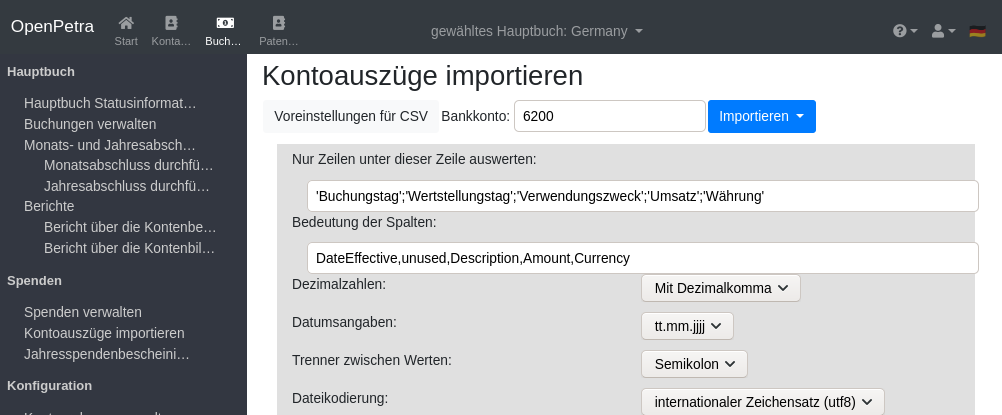 OpenPetra
Start
Konta…
Buch…
Paten…
gewähltes Hauptbuch: Germany
Hauptbuch
Hauptbuch Statusinformat…
Buchungen verwalten
Monats- und Jahresabsch…
Monatsabschluss durchfü…
Jahresabschluss durchfü…
Berichte
Bericht über die Kontenbe…
Bericht über die Kontenbil…
Spenden
Spenden verwalten
Kontoauszüge importieren
Jahresspendenbescheini…
Konfiguration
Kontoauszüge importieren
Voreinstellungen für CSV
Bankkonto:
6200
Importieren
Nur Zeilen unter dieser Zeile auswerten:
'Buchungstag';'Wertstellungstag';'Verwendungszweck';'Umsatz';'Währung'
Bedeutung der Spalten:
DateEffective,unused,Description,Amount,Currency
Dezimalzahlen:
Mit Dezimalkomma
Datumsangaben:
tt.mm.jjjj
Trenner zwischen Werten:
Semikolon
Dateikodierung:
internationaler Zeichensatz (utf8)